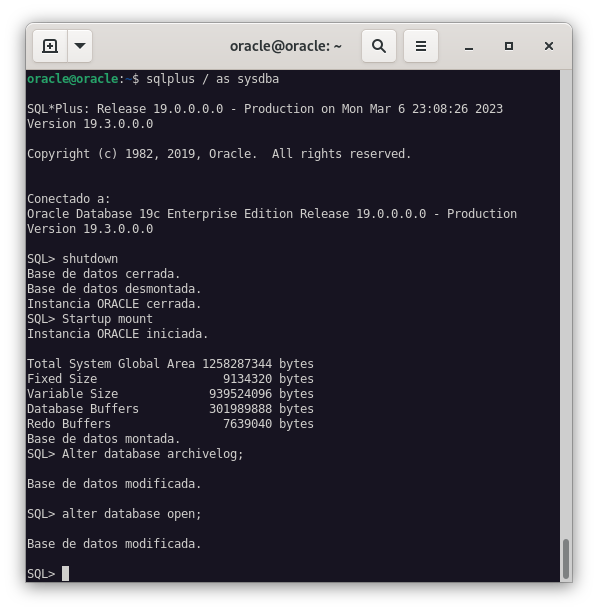 oracle@oracle: ~
oracle@oracle:~$ sqlplus / as sysdba
SQL*Plus: Release 19.0.0.0.0 - Production on Mon Mar 6 23:08:26 2023
Version 19.3.0.0.0
Copyright (c) 1982, 2019, Oracle.  All rights reserved.
Conectado a:
Oracle Database 19c Enterprise Edition Release 19.0.0.0.0 - Production
Version 19.3.0.0.0
SQL> shutdown
Base de datos cerrada.
Base de datos desmontada.
Instancia ORACLE cerrada.
SQL> Startup mount
Instancia ORACLE iniciada.
Total System Global Area 1258287344 bytes
Fixed Size                  9134320 bytes
Variable Size             939524096 bytes
Database Buffers          301989888 bytes
Redo Buffers                7639040 bytes
Base de datos montada.
SQL> Alter database archivelog;
Base de datos modificada.
SQL> alter database open;
Base de datos modificada.
SQL>